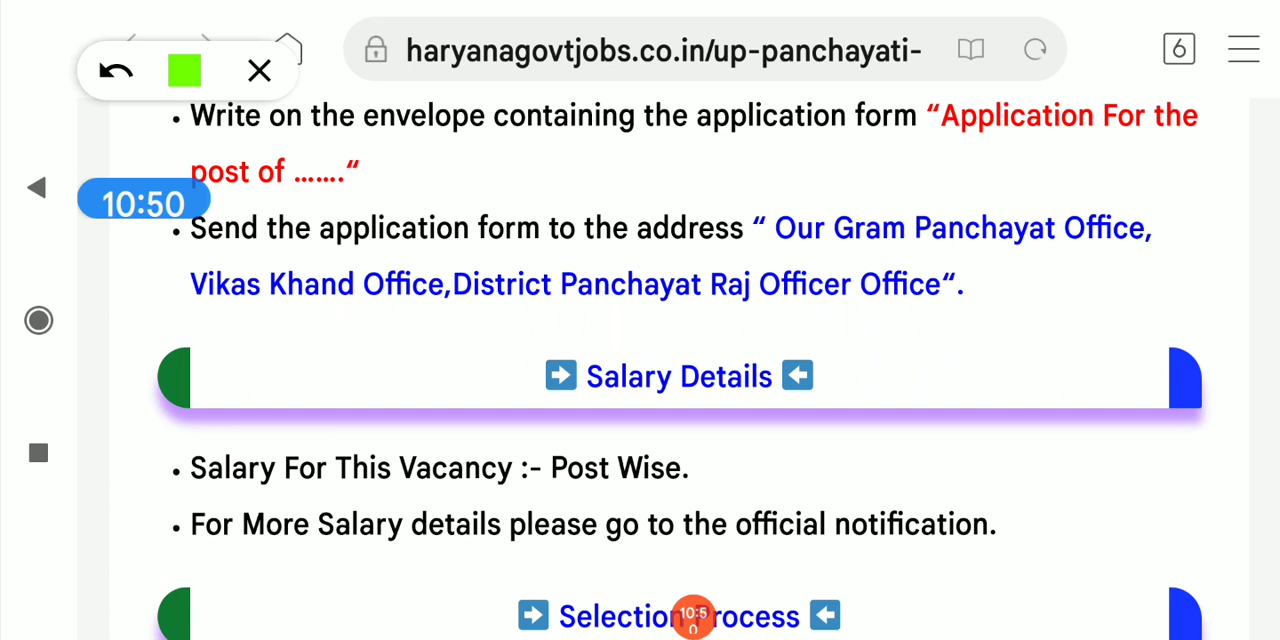 haryanagovtjobs.co.in/up-panchayati-
6
• Write on the envelope containing the application form “Application For the
post of …….“
10:50
• Send the application form to the address “ Our Gram Panchayat Office,
Vikas Khand Office,District Panchayat Raj Officer Office“.
➡ Salary Details ⬅
• Salary For This Vacancy :- Post Wise.
• For More Salary details please go to the official notification.
➡ Selection Process ⬅
10:5
0